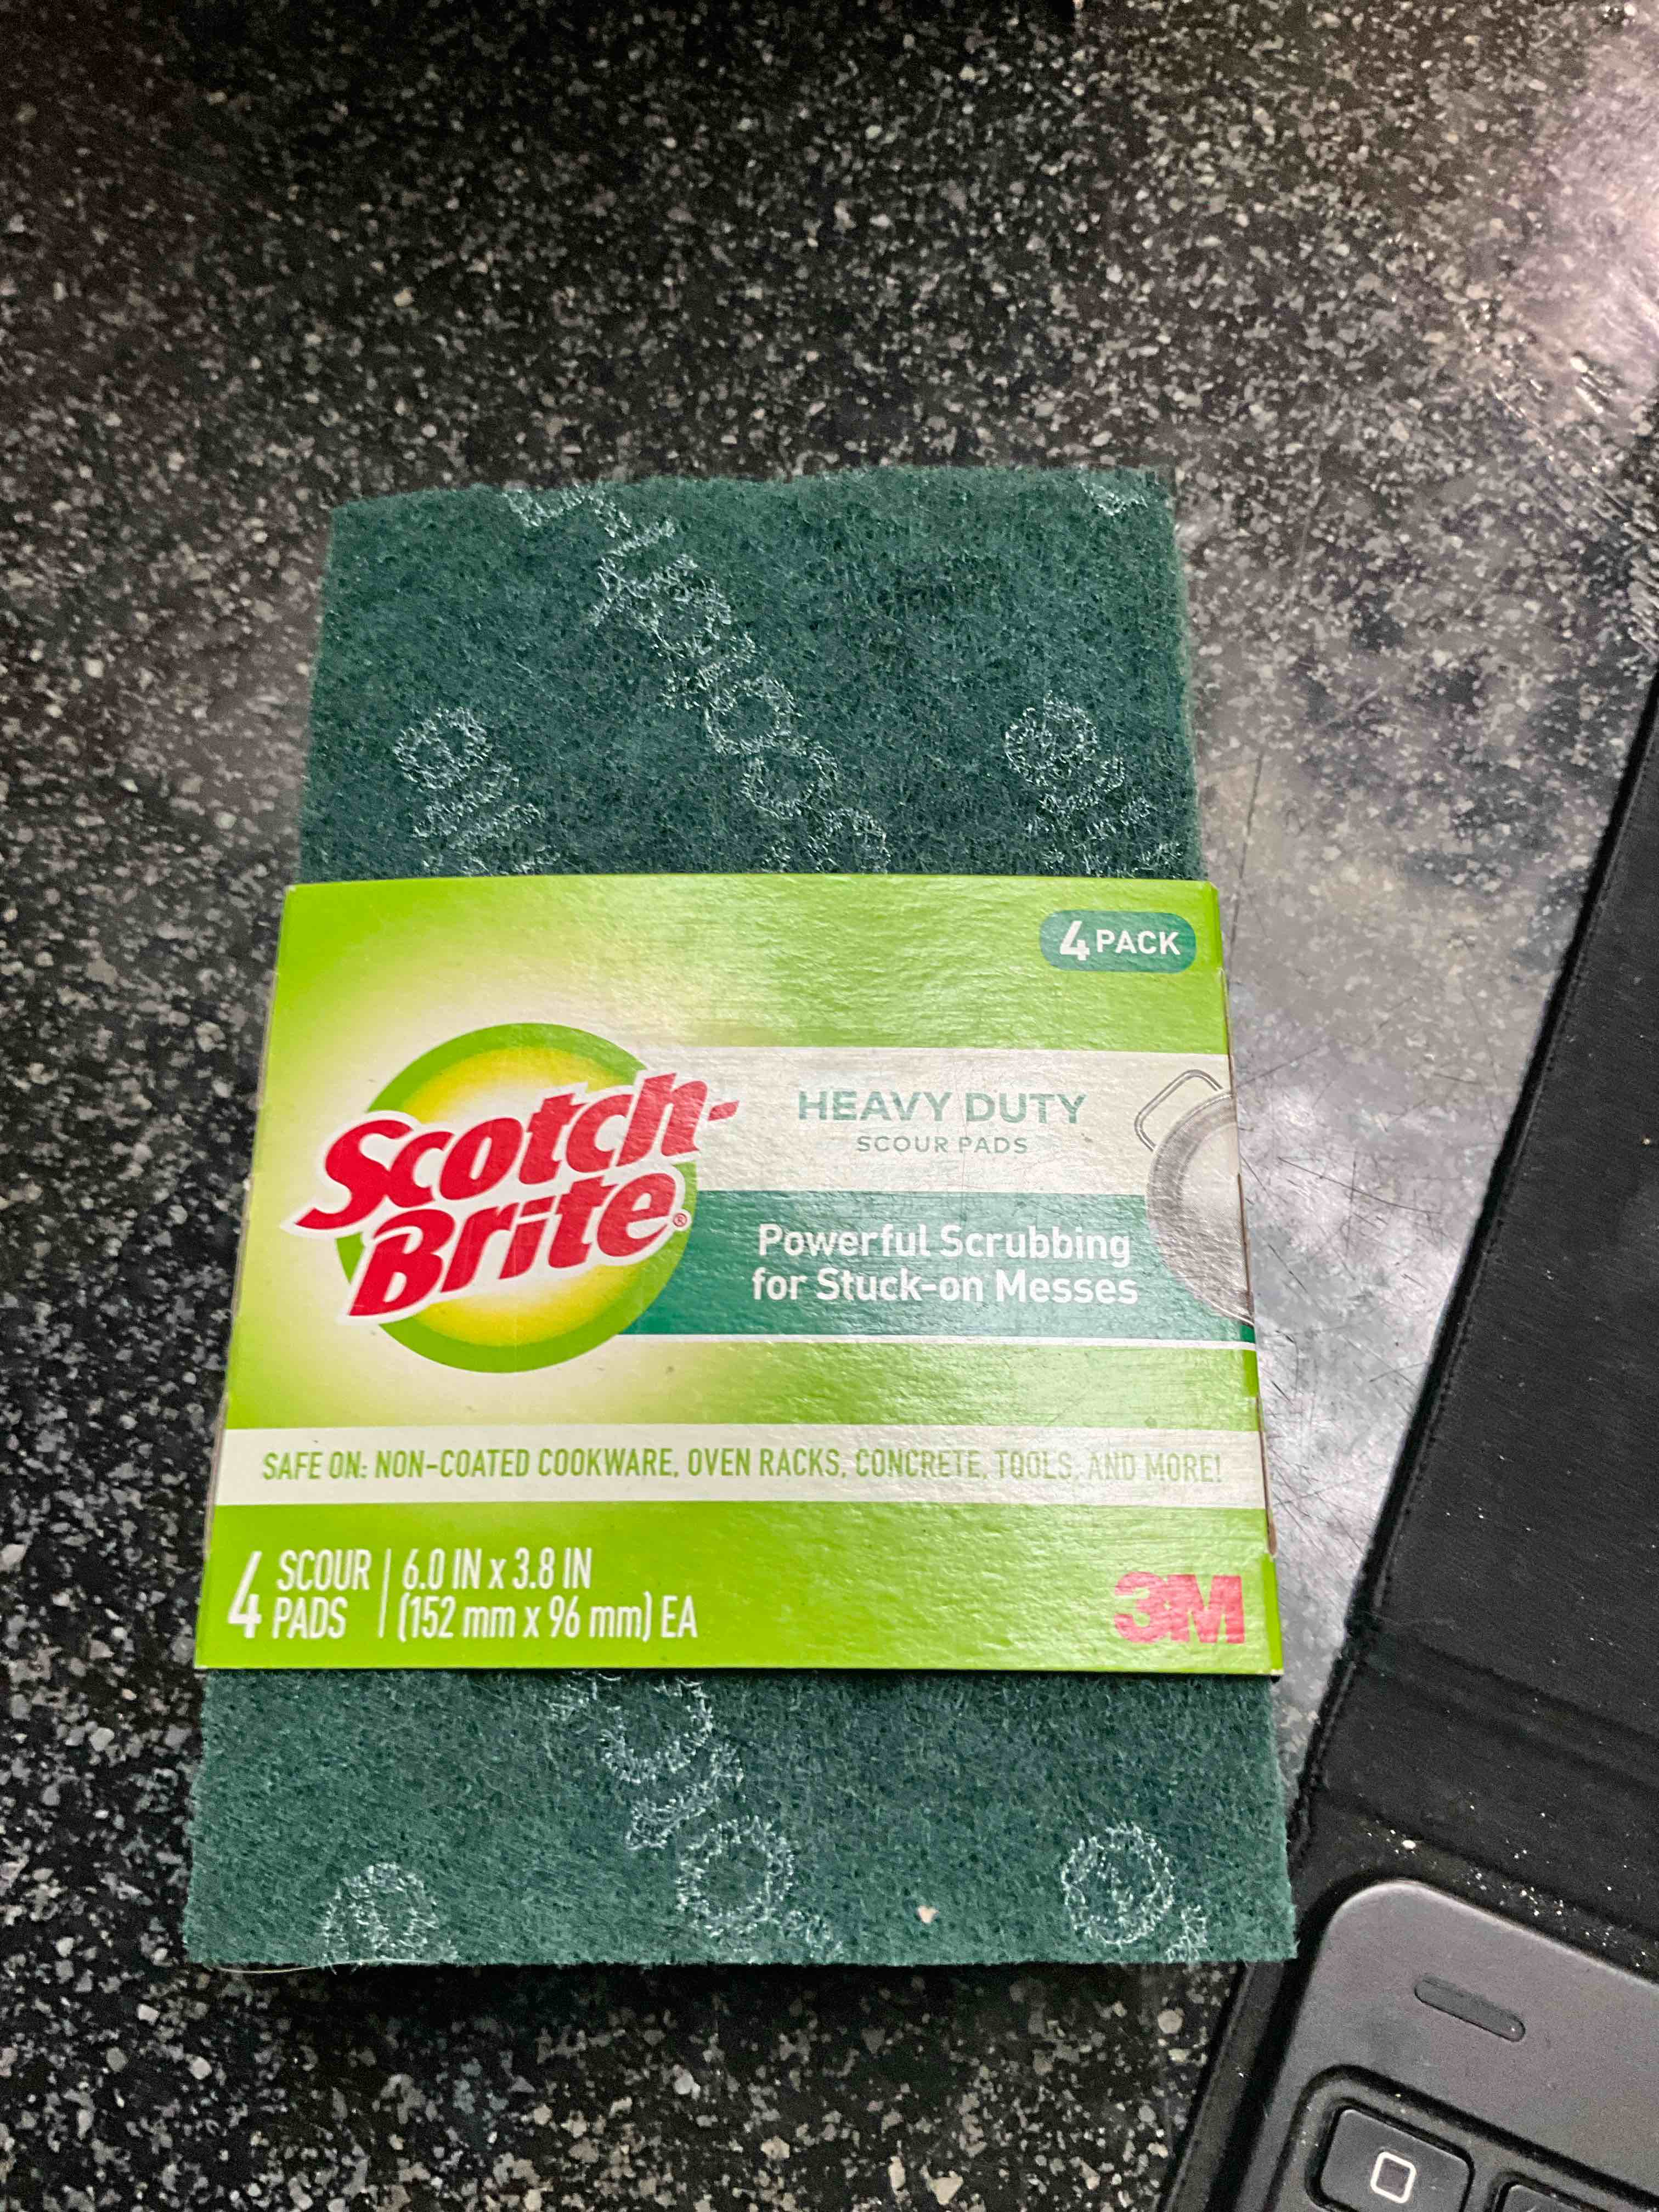 4 PACK
Scotch-
Brite®
HEAVY DUTY
SCOUR PADS
Powerful Scrubbing
for Stuck-on Messes
SAFE ON: NON-COATED COOKWARE, OVEN RACKS, CONCRETE, TOOLS, AND MORE!
4 SCOUR PADS
6.0 IN x 3.8 IN
(152 mm x 96 mm) EA
3M